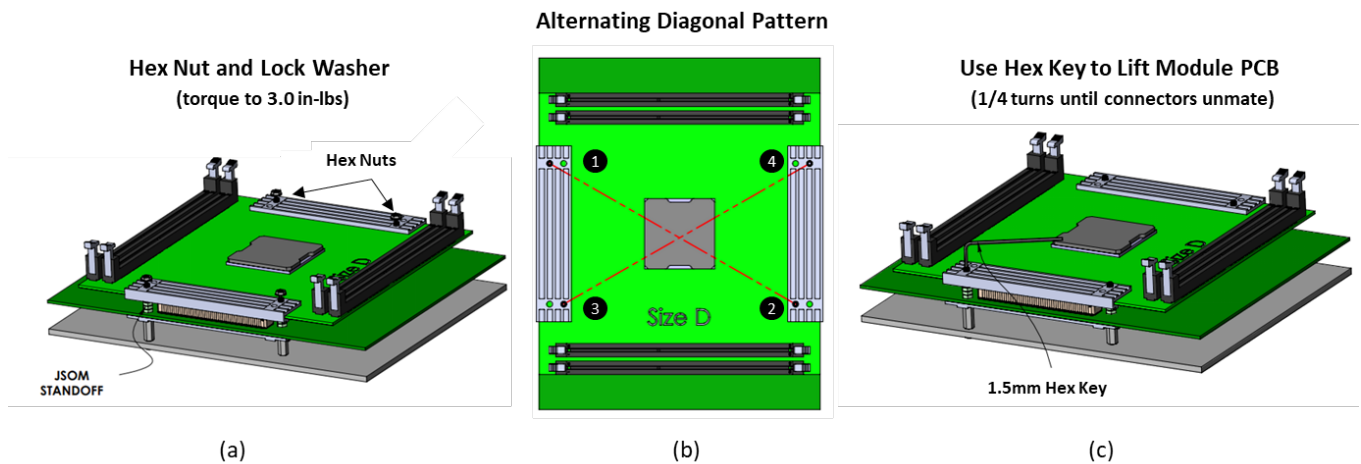 Alternating Diagonal Pattern
Hex Nut and Lock Washer
(torque to 3.0 in-lbs)
Use Hex Key to Lift Module PCB
(1/4 turns until connectors unmate)
Hex Nuts
Size D
JSOM
STANDOFF
1
4
3
2
Size D
Size D
1.5mm Hex Key
(a)
(b)
(c)